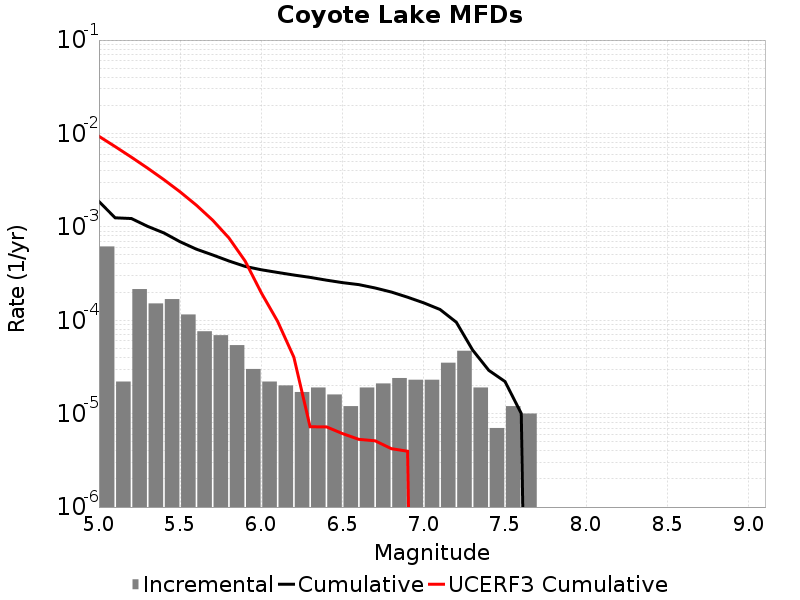 Coyote Lake MFDs
10-1
10-2
10-3
10-4
10-5
10-6
Rate (1/yr)
5.0 5.5 6.0 6.5 7.0 7.5 8.0 8.5 9.0
Magnitude
Incremental Cumulative UCERF3 Cumulative